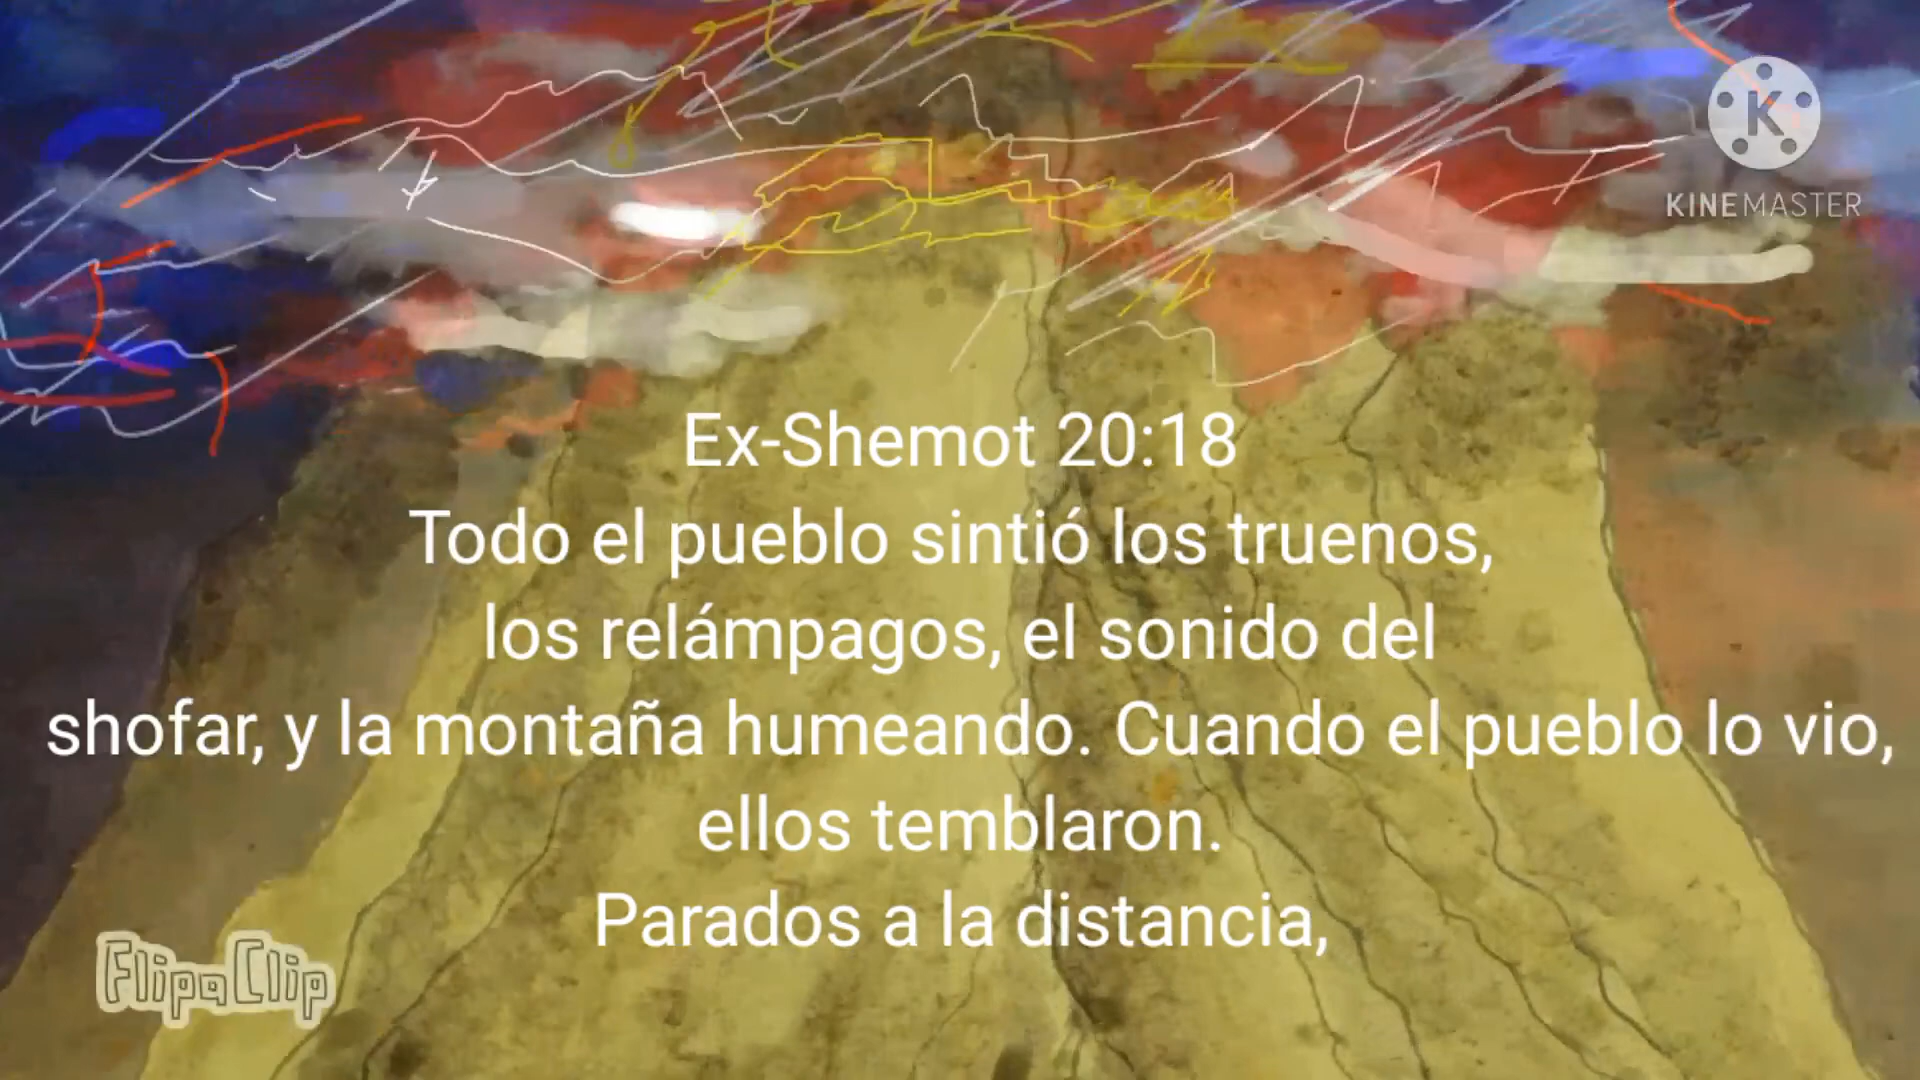 KINEMASTER
Ex-Shemot 20:18
Todo el pueblo sintió los truenos,
los relámpagos, el sonido del
shofar, y la montaña humeando. Cuando el pueblo lo vio,
ellos temblaron.
Parados a la distancia,
FlipaClip